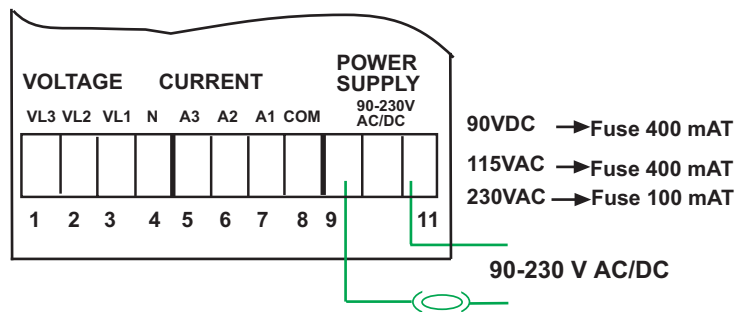 VOLTAGE CURRENT POWER SUPPLY
VL3 VL2 VL1 N A3 A2 A1 COM 90-230V AC/DC
1 2 3 4 5 6 7 8 9 11
90VDC → Fuse 400 mAT
115VAC → Fuse 400 mAT
230VAC → Fuse 100 mAT
90-230 V AC/DC